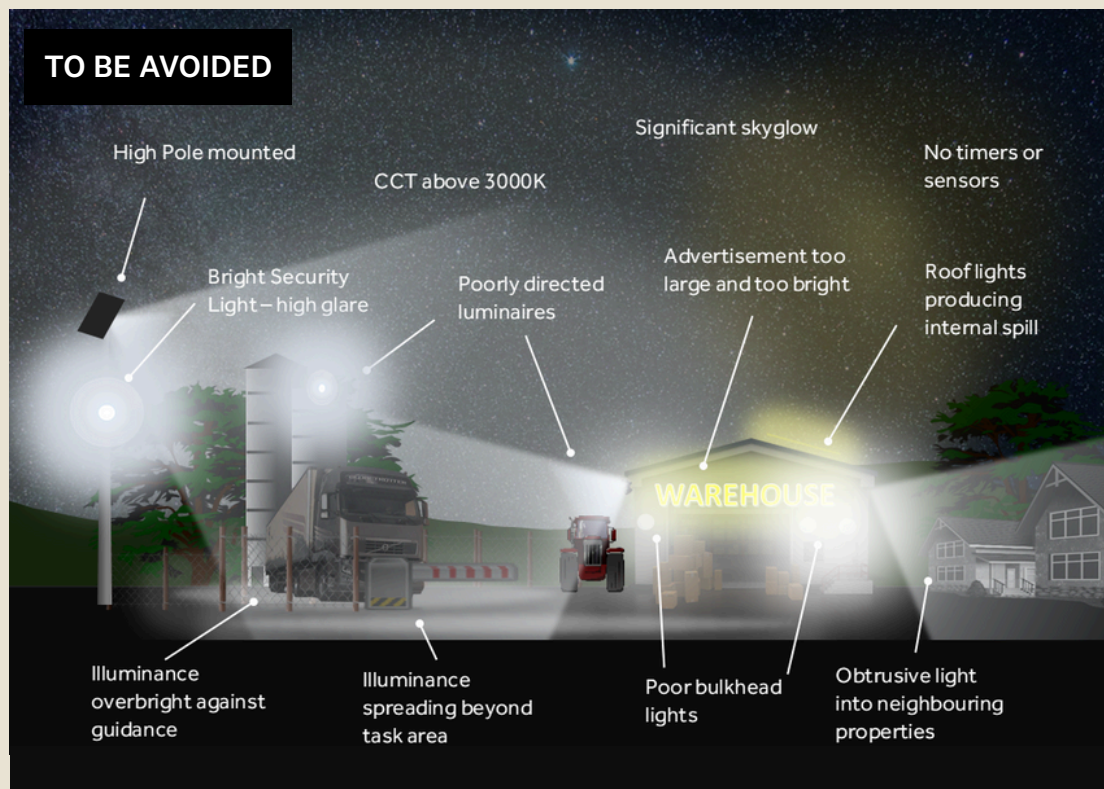 TO BE AVOIDED
High Pole mounted
CCT above 3000K
Significant skyglow
No timers or
sensors
Bright Security
Light – high glare
Poorly directed
luminaires
Advertisement too
large and too bright
Roof lights
producing
internal spill
WAREHOUSE
Illuminance
overbright against
guidance
Illuminance
spreading beyond
task area
Poor bulkhead
lights
Obtrusive light
into neighbouring
properties